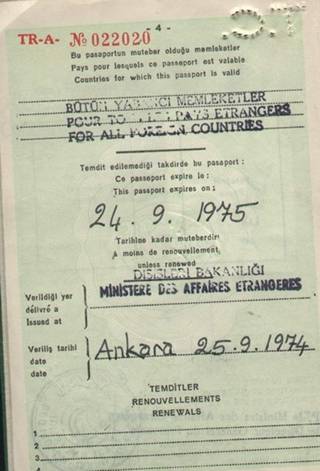 - 4 -
TR-A- № 022020
Bu pasaportun muteber olduğu memleketler
Pays pour lesquels ce passeport est valable
Countries for which this passport is valid
BÜTÜN YABANCI MEMLEKETLER
POUR TOUS LES PAYS ETRANGERS
FOR ALL FOREIGN COUNTRIES
Temdit edilemediği takdirde bu pasaport :
Ce passeport expire le :
This passport expires on :
24. 9. 1975
Tarihine kadar muteberdir
A moins de renouvellement,
unless renewed
DIŞİŞLERİ BAKANLIĞI
MINISTERE DES AFFAIRES ETRANGERES
Verildiği yer
délivré a
Issued at
Veriliş tarihi
date
date
Ankara 25.9.1974
TEMDİTLER
RENOUVELLEMENTS
RENEWALS
1.
2.
3.